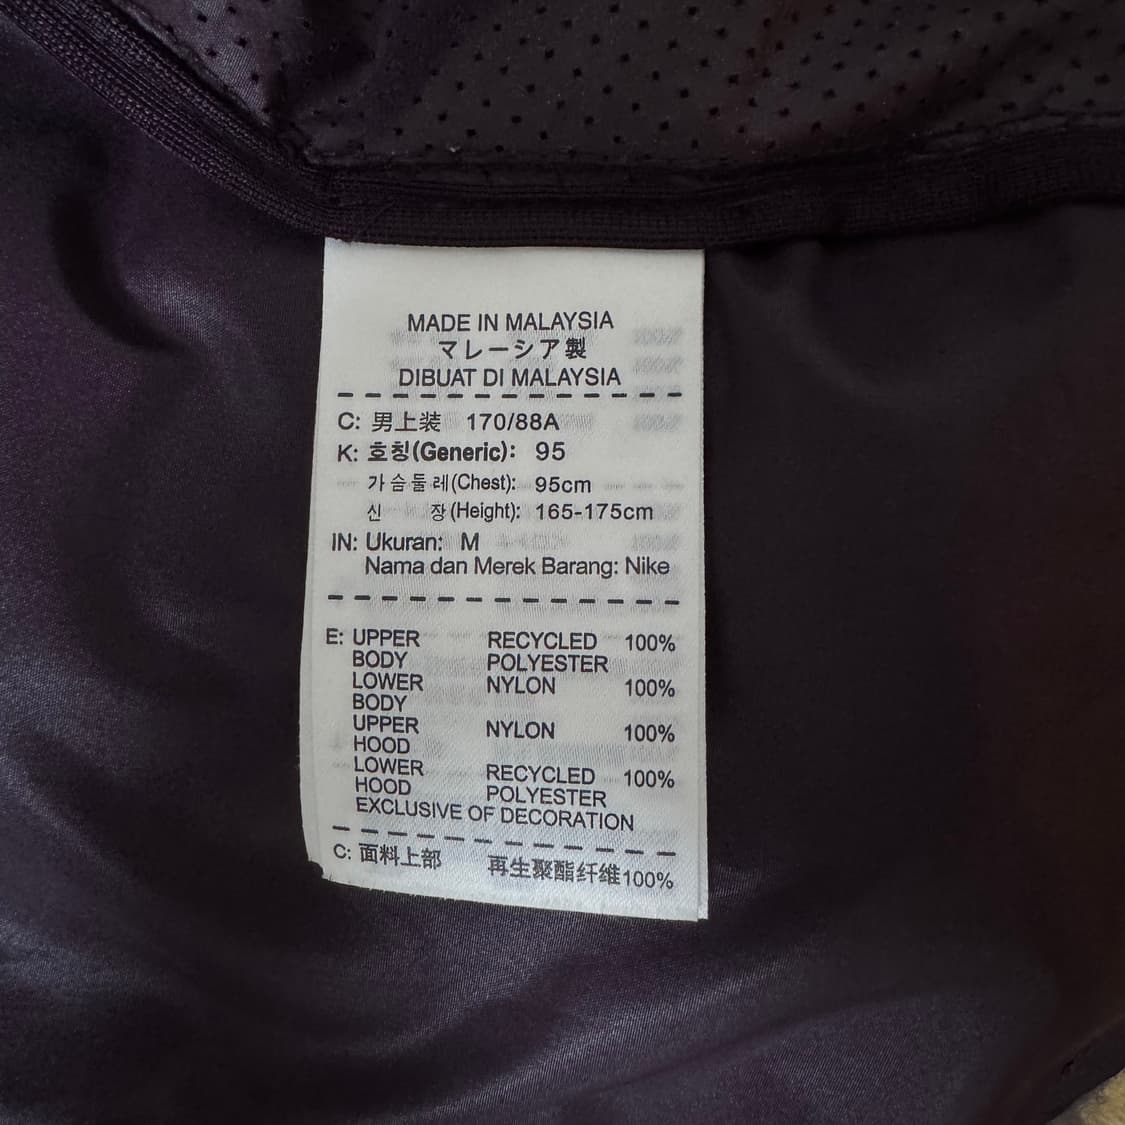 MADE IN MALAYSIA
マレーシア製
DIBUAT DI MALAYSIA
C: 男上装 170/88A
K: 호칭(Generic): 95
가슴둘레(Chest): 95cm
신 장(Height): 165-175cm
IN: Ukuran: M
Nama dan Merek Barang: Nike
E: UPPER RECYCLED 100%
BODY POLYESTER
LOWER NYLON 100%
BODY
UPPER NYLON 100%
HOOD
LOWER RECYCLED 100%
HOOD POLYESTER
EXCLUSIVE OF DECORATION
C: 面料上部 再生聚酯纤维100%